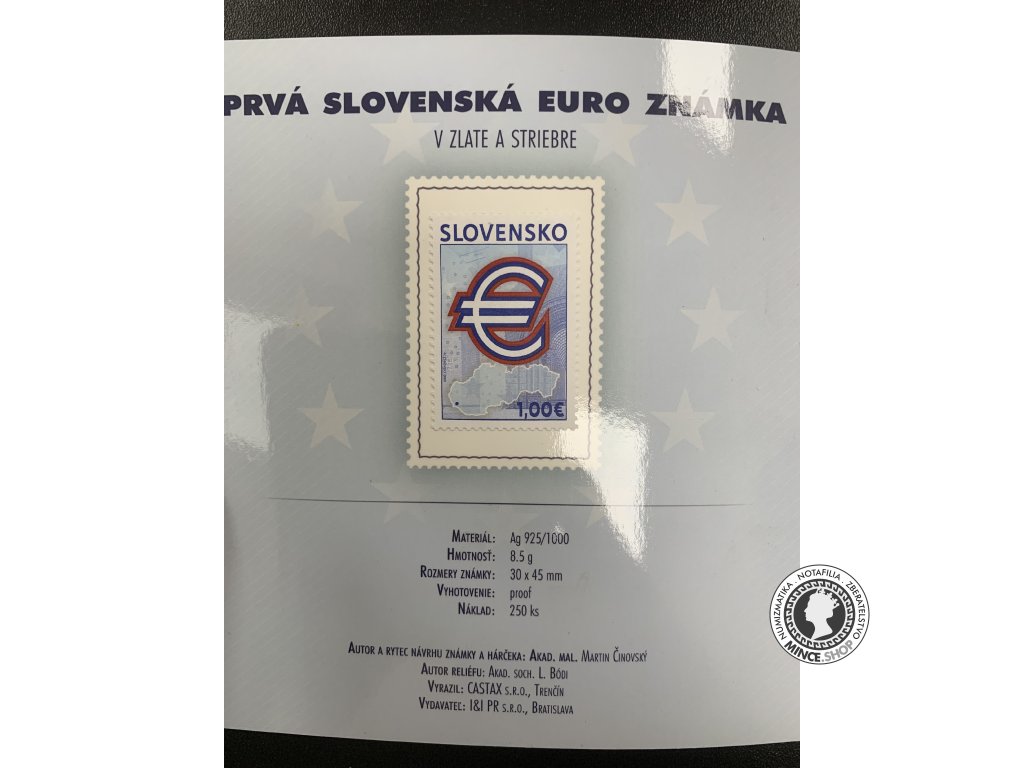 PRVÁ SLOVENSKÁ EURO ZNÁMKA
V ZLATE A STRIEBRE
SLOVENSKO
1,00€
MATERIÁL: Ag 925/1000
HMOTNOSŤ: 8.5 g
ROZMERY ZNÁMKY: 30 x 45 mm
VYHOTOVENIE: proof
NÁKLAD: 250 ks
AUTOR A RYTEC NÁVRHU ZNÁMKY A HÁRČEKA: AKAD. MAL. MARTIN ČINOVSKÝ
AUTOR RELIÉFU: AKAD. SOCH. L. BÓDI
VYRAZIL: CASTAX S.R.O., TRENČÍN
VYDAVATEĽ: I&I PR S.R.O., BRATISLAVA
NUMIZMATIKA . NOTAFILIA . ZBERATELSTVO
MINCE.SHOP